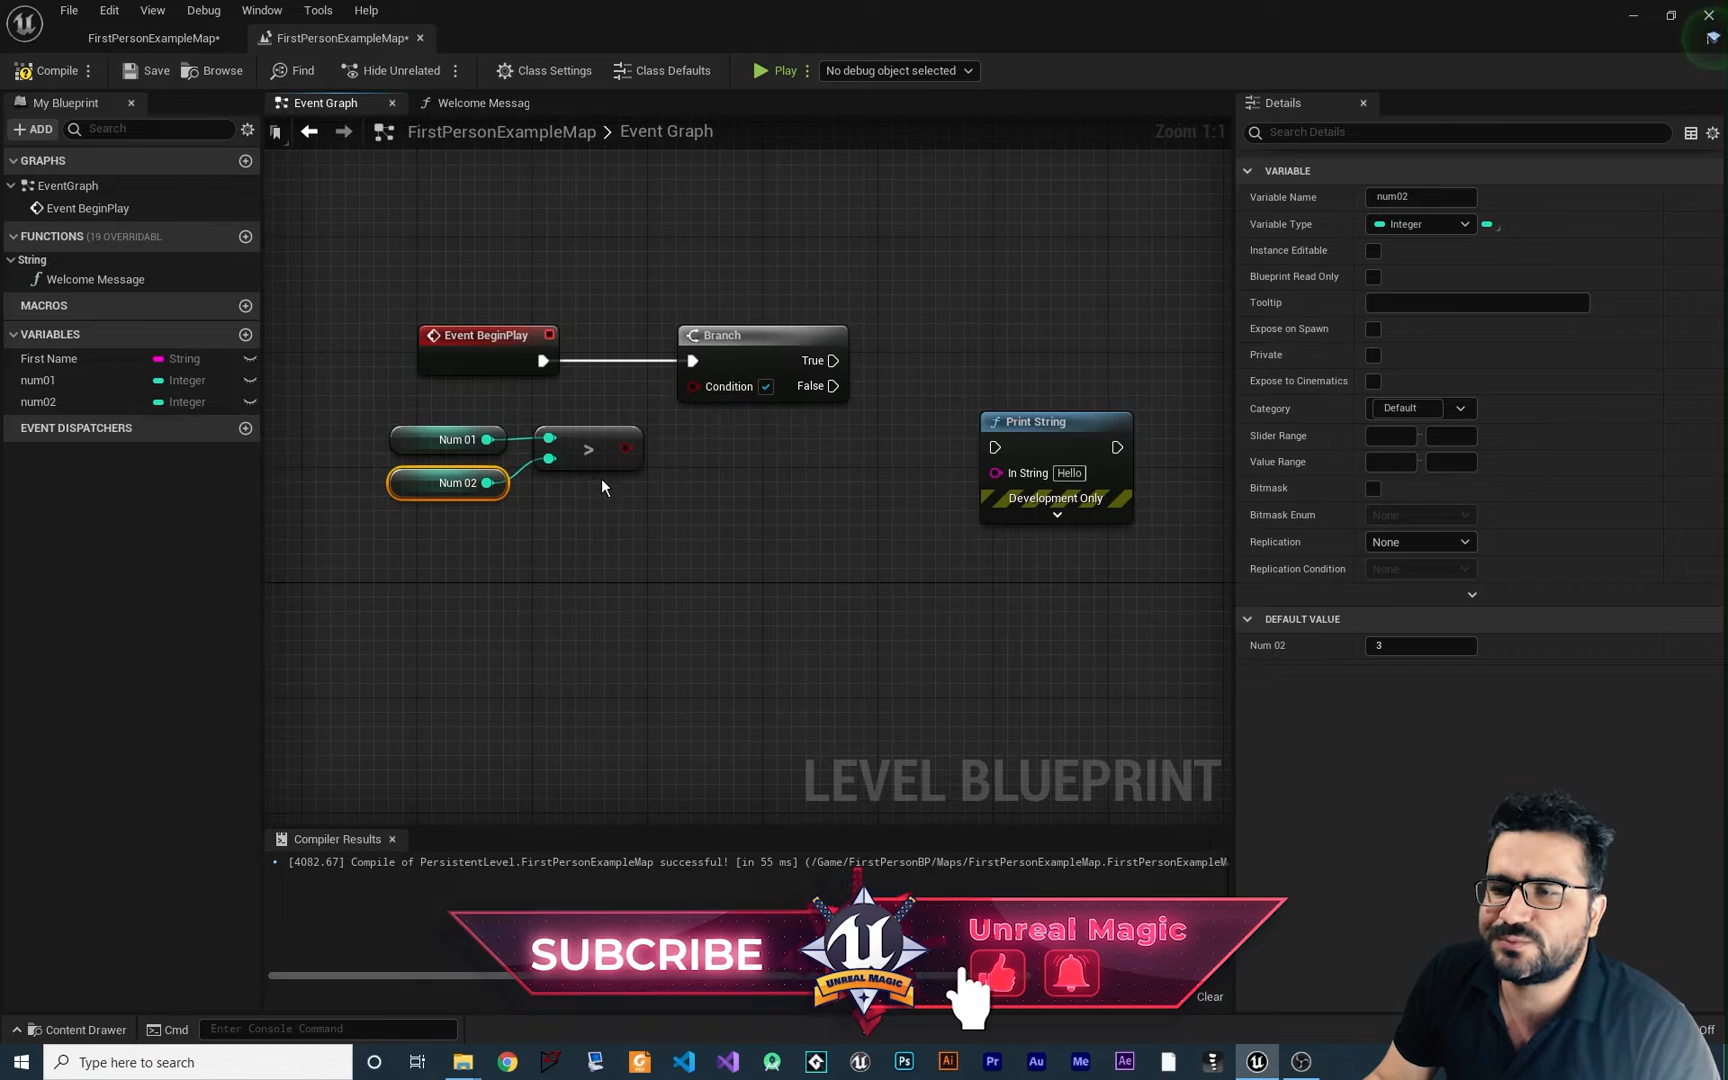 File Edit View Debug Window Tools Help
FirstPersonExampleMap* FirstPersonExampleMap*
Compile Save Browse Find Hide Unrelated Class Settings Class Defaults Play No debug object selected
My Blueprint Event Graph Welcome Messag Details
ADD Search FirstPersonExampleMap > Event Graph Zoom 1:1 Search Details
GRAPHS
EventGraph
Event BeginPlay
FUNCTIONS (19 OVERRIDABL
String
Welcome Message
MACROS
VARIABLES
First Name String
num01 Integer
num02 Integer
EVENT DISPATCHERS
Event BeginPlay
Branch
True
Condition False
Num 01
>
Num 02
Print String
In String Hello
Development Only
LEVEL BLUEPRINT
VARIABLE
Variable Name num02
Variable Type Integer
Instance Editable
Blueprint Read Only
Tooltip
Expose on Spawn
Private
Expose to Cinematics
Category Default
Slider Range
Value Range
Bitmask
Bitmask Enum None
Replication None
Replication Condition None
DEFAULT VALUE
Num 02 3
Compiler Results
[4082.67] Compile of PersistentLevel.FirstPersonExampleMap successful! [in 55 ms] (/Game/FirstPersonBP/Maps/FirstPersonExampleMap.FirstPersonExampleM
SUBCRIBE
UNREAL MAGIC
Unreal Magic
Clear
Content Drawer Cmd Enter Console Command Off
Type here to search
Ps Ai Pr Au Me Ae